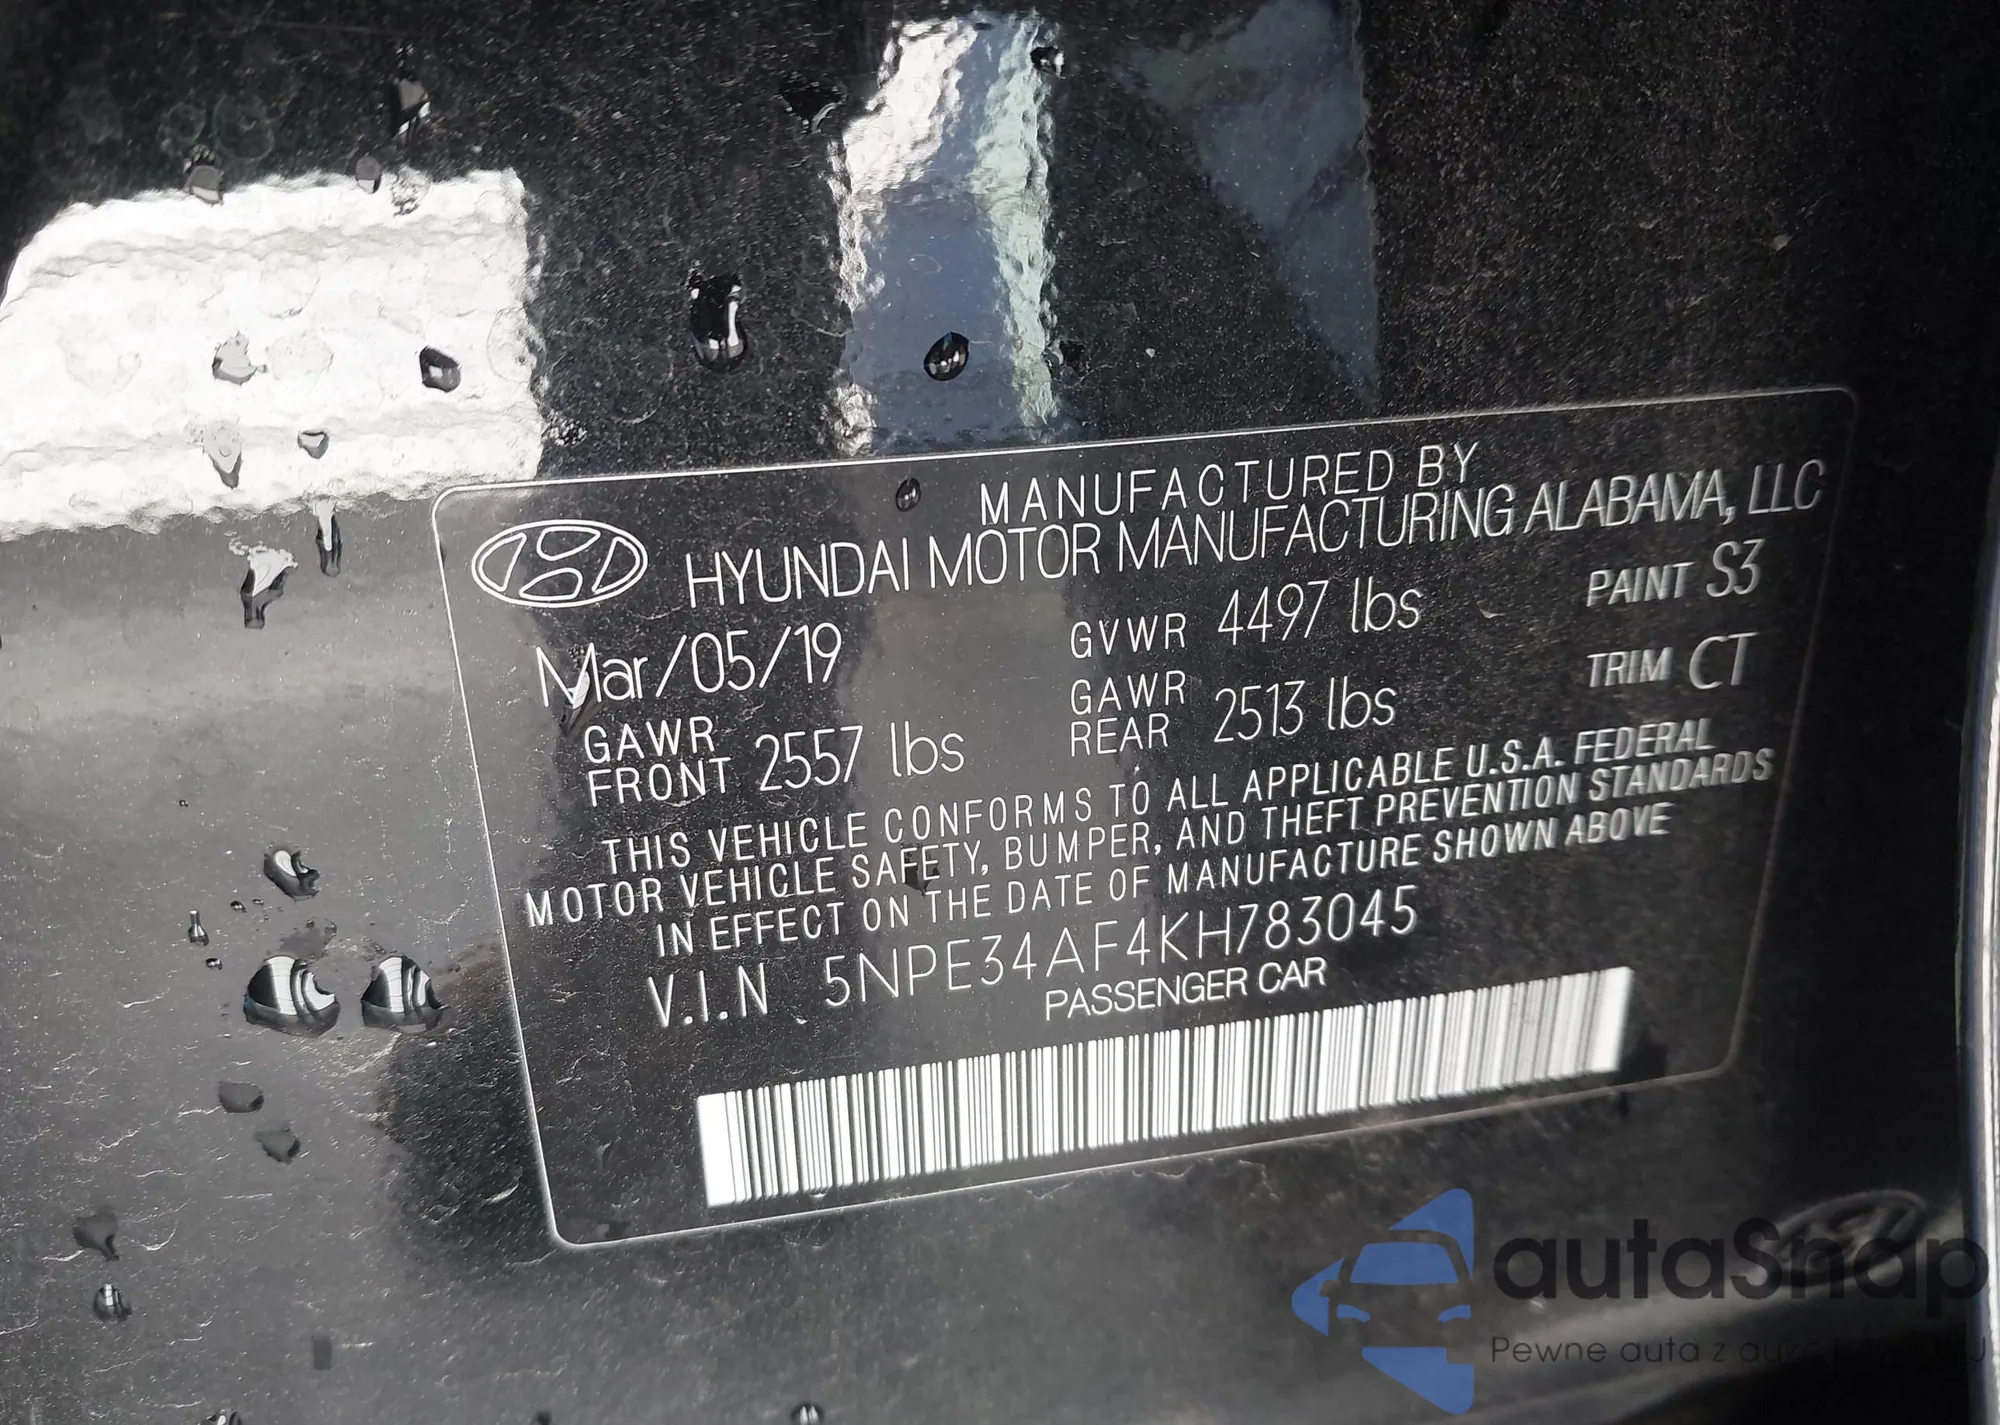 MANUFACTURED BY
HYUNDAI MOTOR MANUFACTURING ALABAMA, LLC
Mar/05/19 GVWR 4497 lbs PAINT S3
GAWR FRONT 2557 lbs GAWR REAR 2513 lbs TRIM CT
THIS VEHICLE CONFORMS TO ALL APPLICABLE U.S.A. FEDERAL
MOTOR VEHICLE SAFETY, BUMPER, AND THEFT PREVENTION STANDARDS
IN EFFECT ON THE DATE OF MANUFACTURE SHOWN ABOVE
V.I.N 5NPE34AF4KH783045
PASSENGER CAR
autaSnap
Pewne auta z